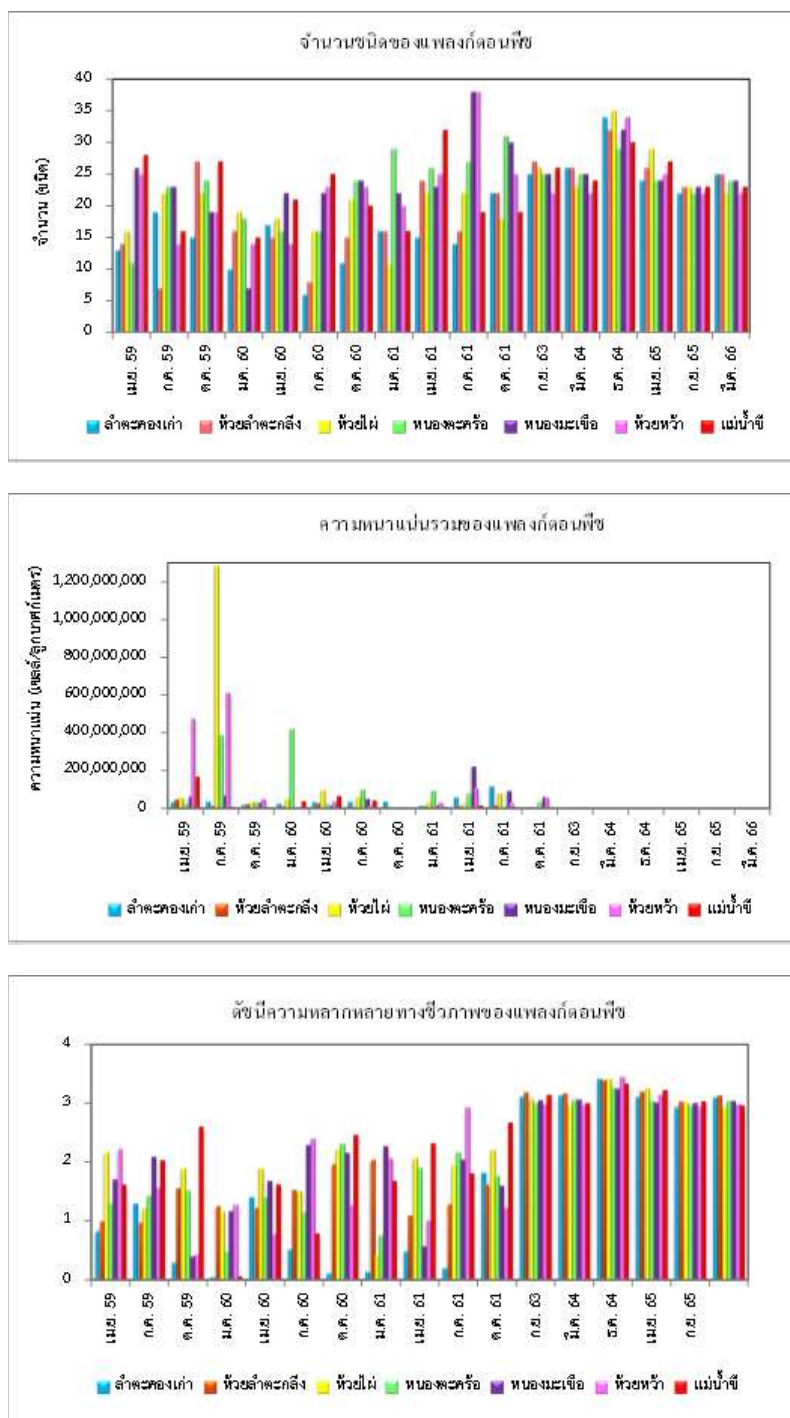 จำนวนชนิดของแพลงก์ตอนพืช
จำนวน (ชนิด)
40
35
30
25
20
15
10
5
0
เม.ย. 59
ก.ค. 59
ต.ค. 59
ม.ค. 60
เม.ย. 60
ก.ค. 60
ต.ค. 60
ม.ค. 61
เม.ย. 61
ก.ค. 61
ต.ค. 61
ก.ย. 63
มี.ค. 64
ธ.ค. 64
เม.ย. 65
ก.ย. 65
มี.ค. 66
ลำตะคองเก่า ห้วยลำตะกลึง ห้วยไผ่ หนองตะคร้อ หนองมะเขือ ห้วยหว้า แม่น้ำชี
ความหนาแน่นรวมของแพลงก์ตอนพืช
ความหนาแน่น (เซลล์/ลูกบาศก์เมตร)
1,200,000,000
1,000,000,000
800,000,000
600,000,000
400,000,000
200,000,000
0
เม.ย. 59
ก.ค. 59
ต.ค. 59
ม.ค. 60
เม.ย. 60
ก.ค. 60
ต.ค. 60
ม.ค. 61
เม.ย. 61
ก.ค. 61
ต.ค. 61
ก.ย. 63
มี.ค. 64
ธ.ค. 64
เม.ย. 65
ก.ย. 65
มี.ค. 66
ลำตะคองเก่า ห้วยลำตะกลึง ห้วยไผ่ หนองตะคร้อ หนองมะเขือ ห้วยหว้า แม่น้ำชี
ดัชนีความหลากหลายทางชีวภาพของแพลงก์ตอนพืช
4
3
2
1
0
เม.ย. 59
ก.ค. 59
ต.ค. 59
ม.ค. 60
เม.ย. 60
ก.ค. 60
ต.ค. 60
ม.ค. 61
เม.ย. 61
ก.ค. 61
ต.ค. 61
ก.ย. 63
มี.ค. 64
ธ.ค. 64
เม.ย. 65
ก.ย. 65
ลำตะคองเก่า ห้วยลำตะกลึง ห้วยไผ่ หนองตะคร้อ หนองมะเขือ ห้วยหว้า แม่น้ำชี